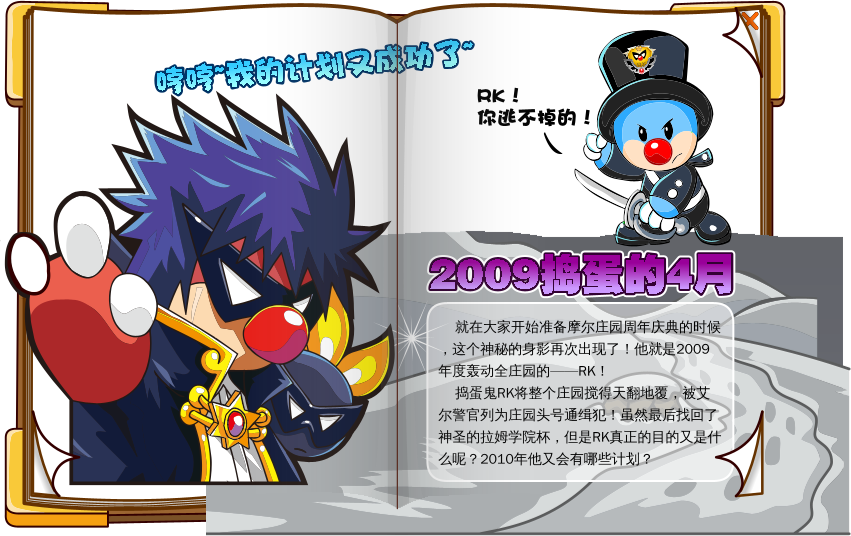 哼哼~我的计划又成功了~
RK！
你逃不掉的！
2009捣蛋的4月
就在大家开始准备摩尔庄园周年庆典的时候
，这个神秘的身影再次出现了！他就是2009
年度轰动全庄园的——RK！
捣蛋鬼RK将整个庄园搅得天翻地覆，被艾
尔警官列为庄园头号通缉犯！虽然最后找回了
神圣的拉姆学院杯，但是RK真正的目的又是什
么呢？2010年他又会有哪些计划？